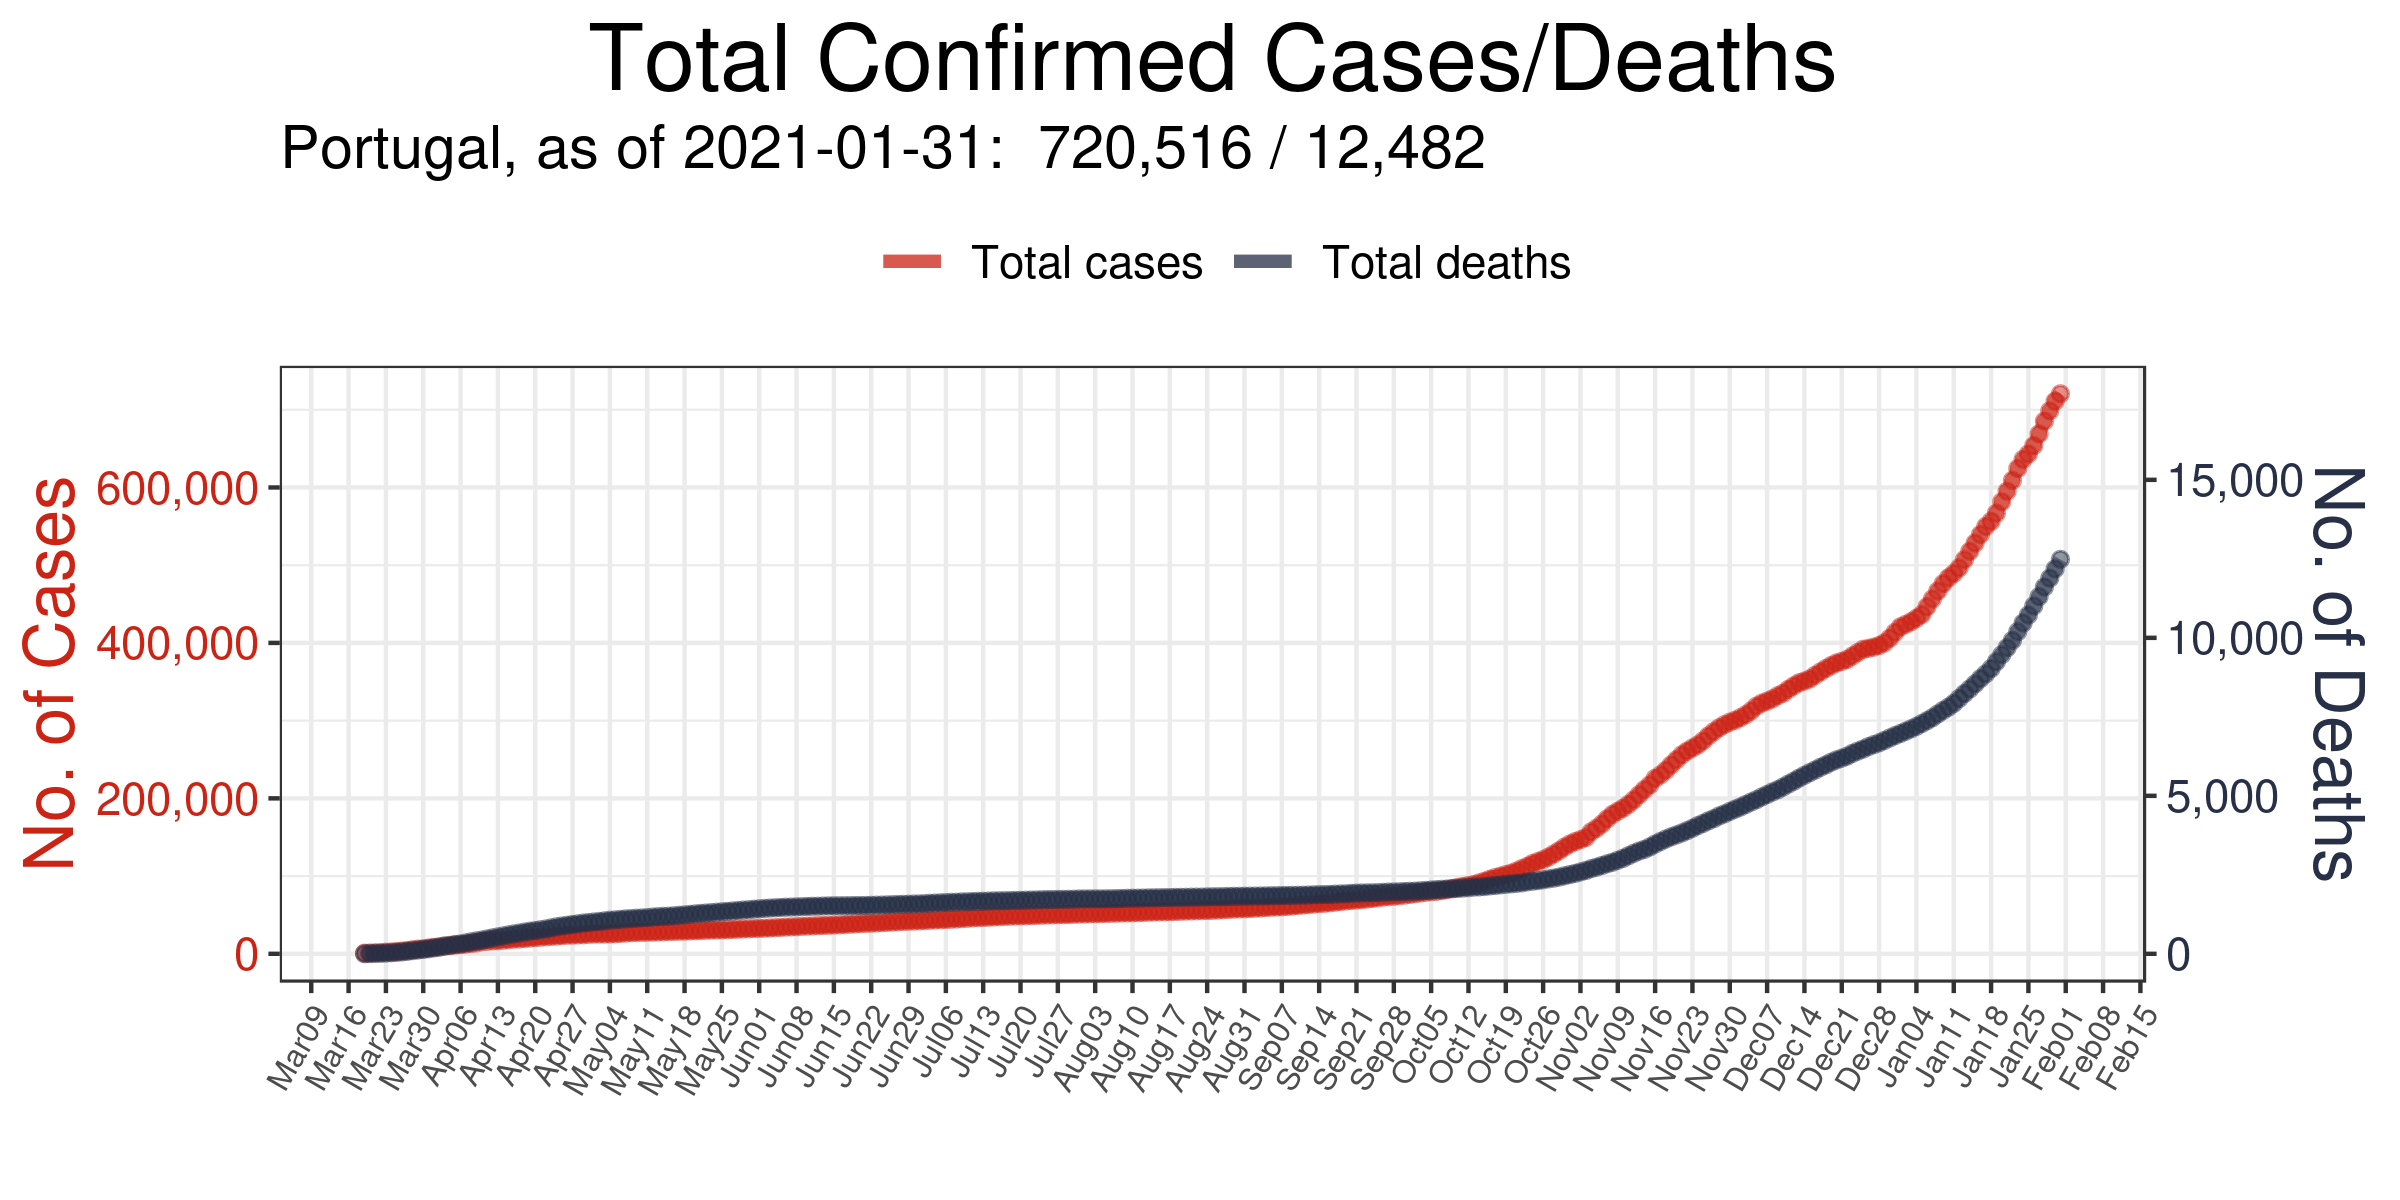 Total Confirmed Cases/Deaths
Portugal, as of 2021-01-31: 720,516 / 12,482
Total cases
Total deaths
No. of Cases
600,000
400,000
200,000
0
15,000
10,000
5,000
0
No. of Deaths
Mar09
Mar16
Mar23
Mar30
Apr06
Apr13
Apr20
Apr27
May04
May11
May18
May25
Jun01
Jun08
Jun15
Jun22
Jun29
Jul06
Jul13
Jul20
Jul27
Aug03
Aug10
Aug17
Aug24
Aug31
Sep07
Sep14
Sep21
Sep28
Oct05
Oct12
Oct19
Oct26
Nov02
Nov09
Nov16
Nov23
Nov30
Dec07
Dec14
Dec21
Dec28
Jan04
Jan11
Jan18
Jan25
Feb01
Feb08
Feb15